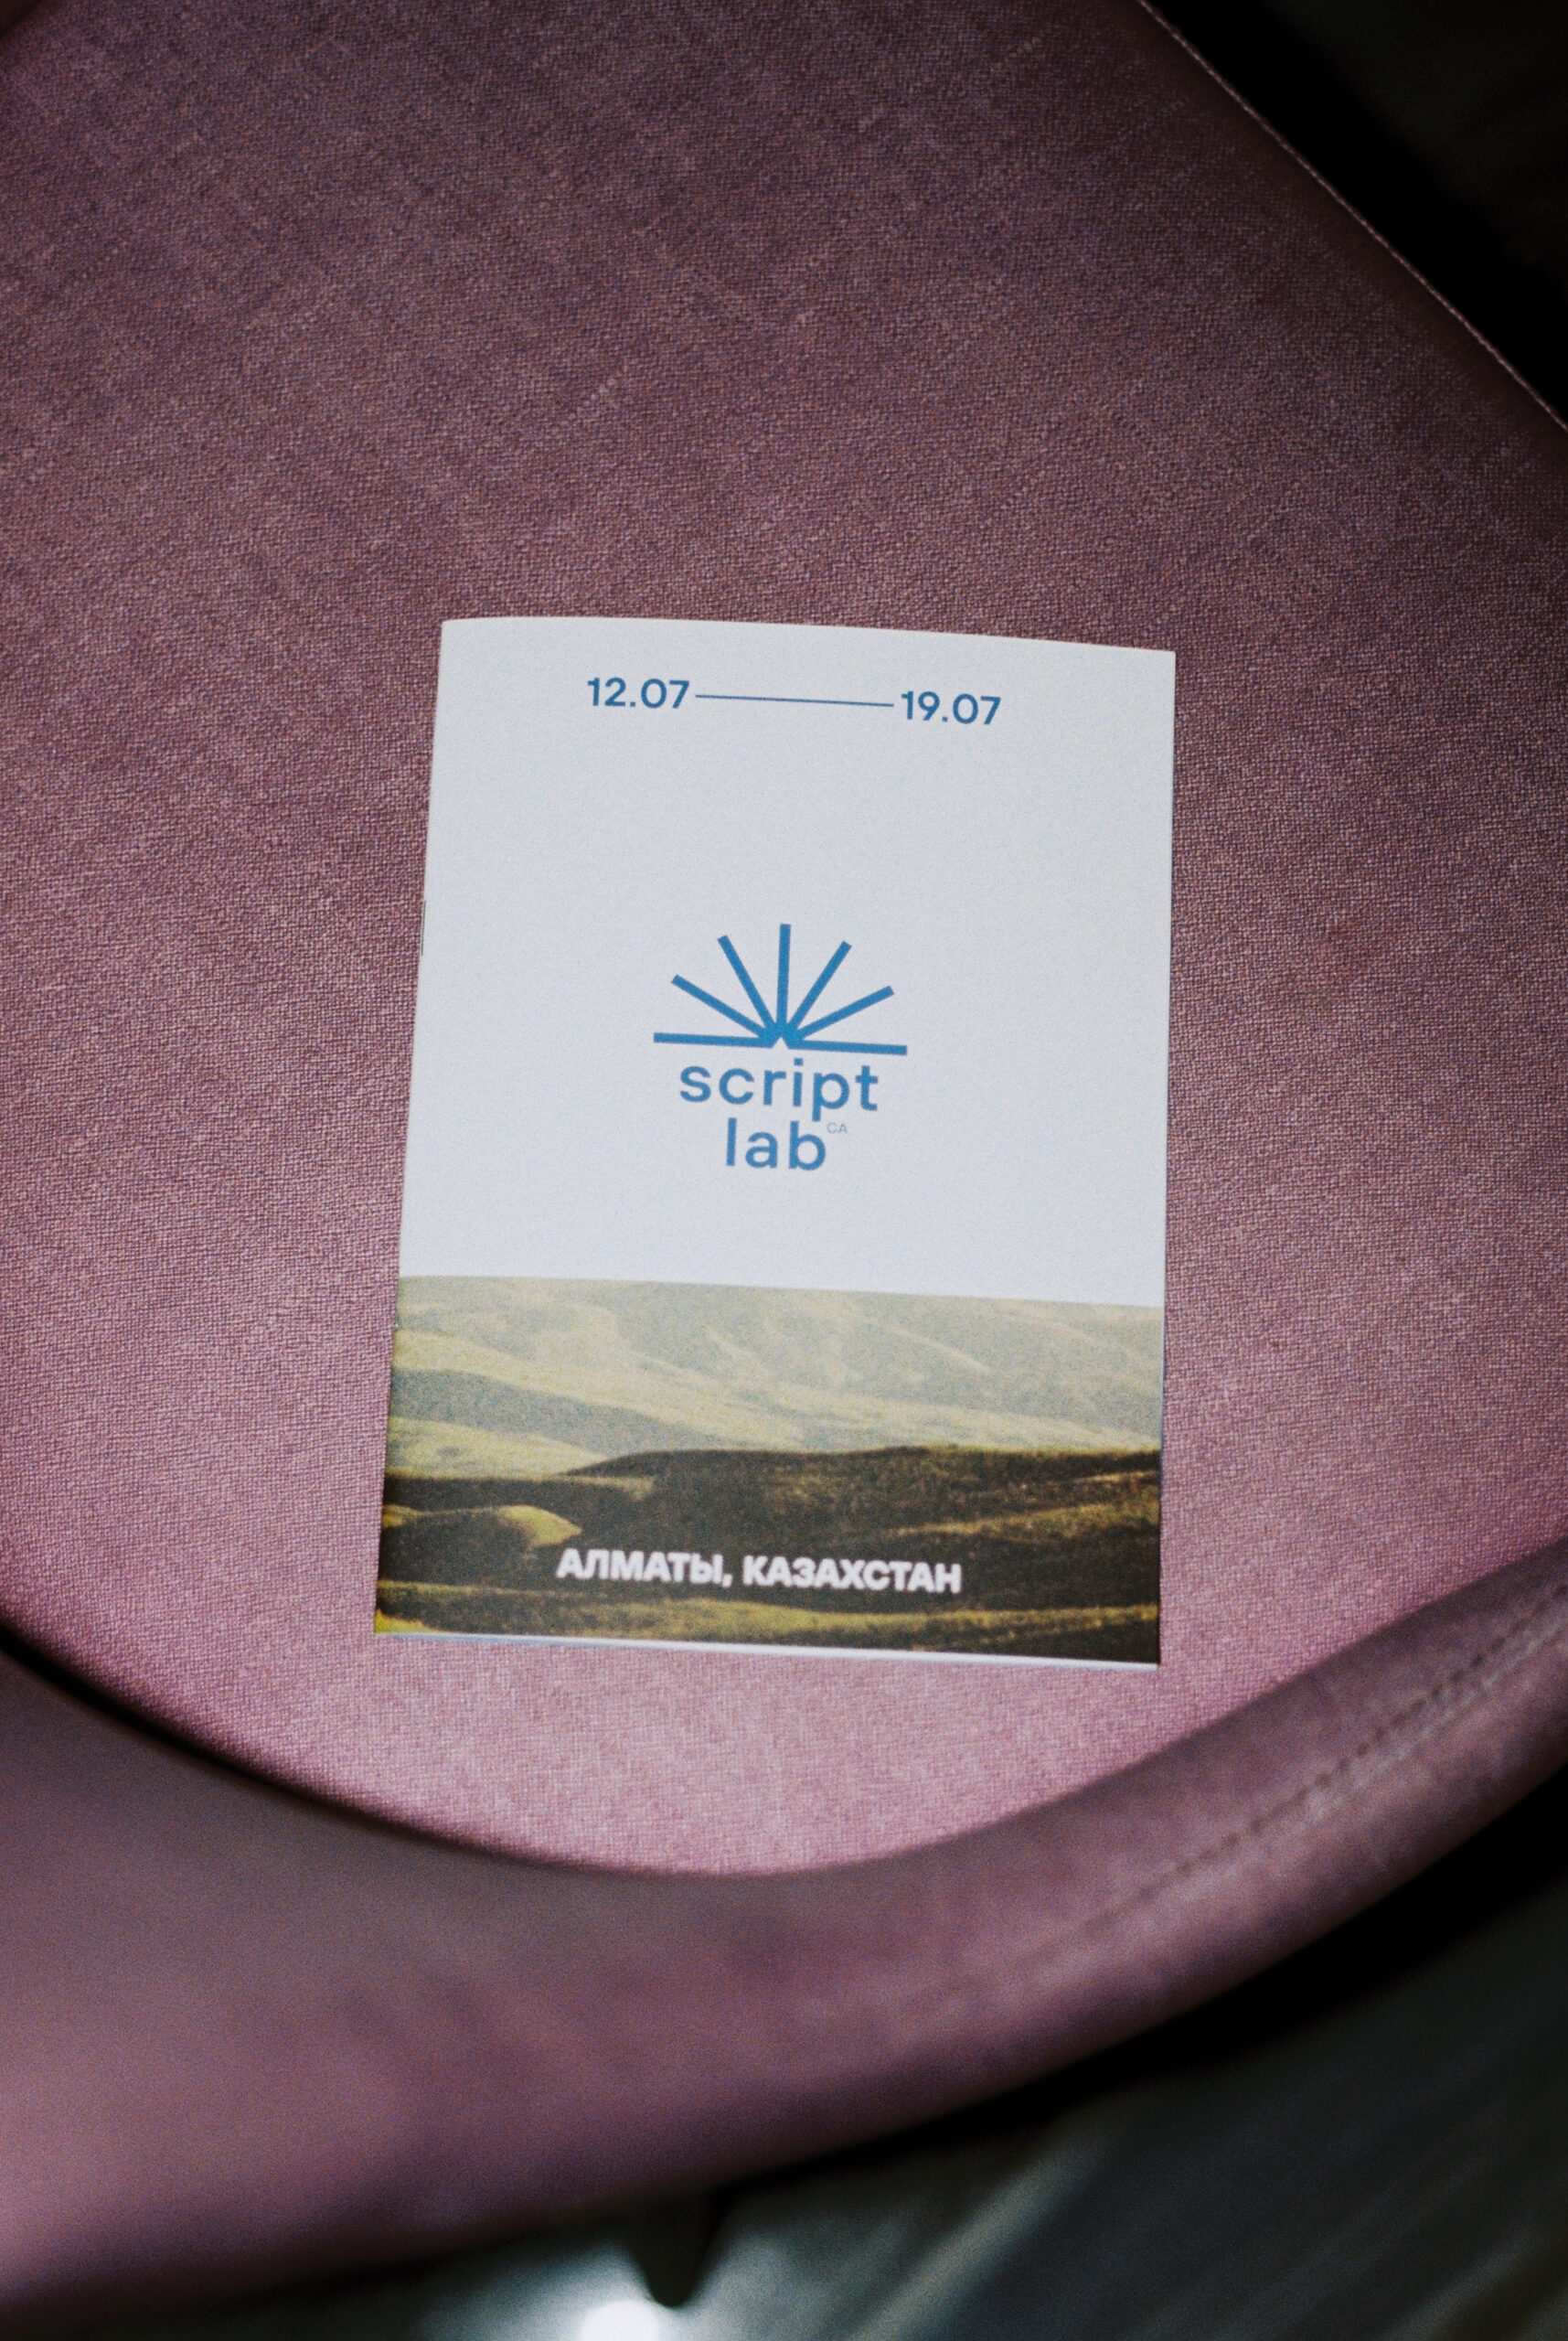 12.07 — 19.07
script
lab CA
АЛМАТЫ, КАЗАХСТАН